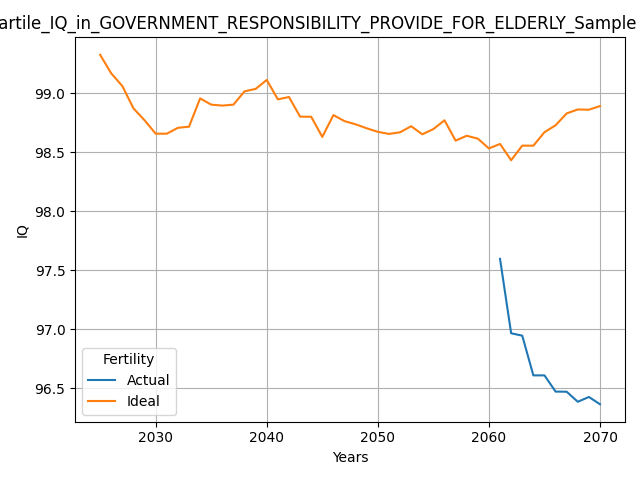 artile_IQ_in_GOVERNMENT_RESPONSIBILITY_PROVIDE_FOR_ELDERLY_Sample
99.0
98.5
98.0
97.5
97.0
96.5
IQ
Fertility
Actual
Ideal
2030 2040 2050 2060 2070
Years